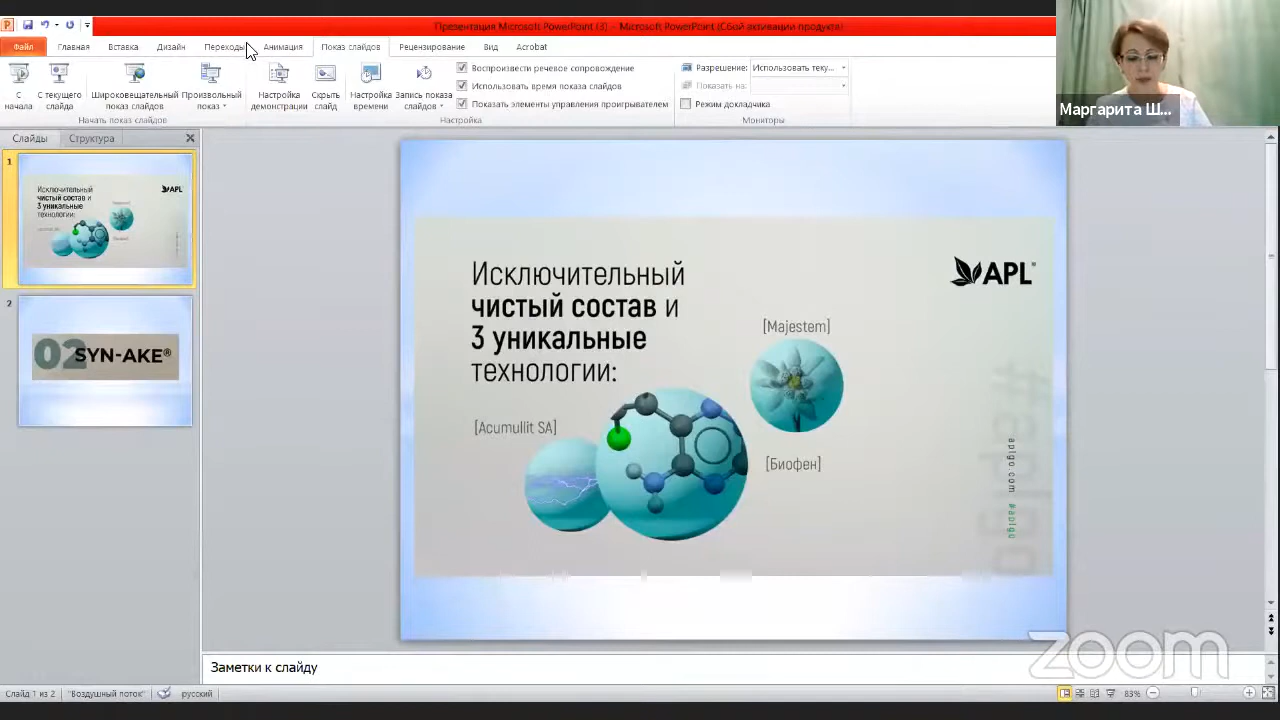 Презентация Microsoft PowerPoint (3) - Microsoft PowerPoint (Сбой активации продукта)
Файл Главная Вставка Дизайн Переходы Анимация Показ слайдов Рецензирование Вид Acrobat
С начала
С текущего слайда
Широковещательный показ слайдов
Произвольный показ
Начать показ слайдов
Настройка демонстрации
Скрыть слайд
Настройка времени
Запись показа слайдов
Воспроизвести речевое сопровождение
Использовать время показа слайдов
Показать элементы управления проигрывателем
Настройка
Разрешение: Использовать теку...
Показать на:
Режим докладчика
Мониторы
Маргарита Ш...
Слайды Структура
1
Исключительный
чистый состав и
3 уникальные
технологии:
APL
2
02 SYN-AKE®
Исключительный
чистый состав и
3 уникальные
технологии:
APL®
[Majestem]
[Acumullit SA]
[Биофен]
aplgo.com #aplgo
#aplgo
Заметки к слайду
zoom
Слайд 1 из 2 "Воздушный поток" русский 83%